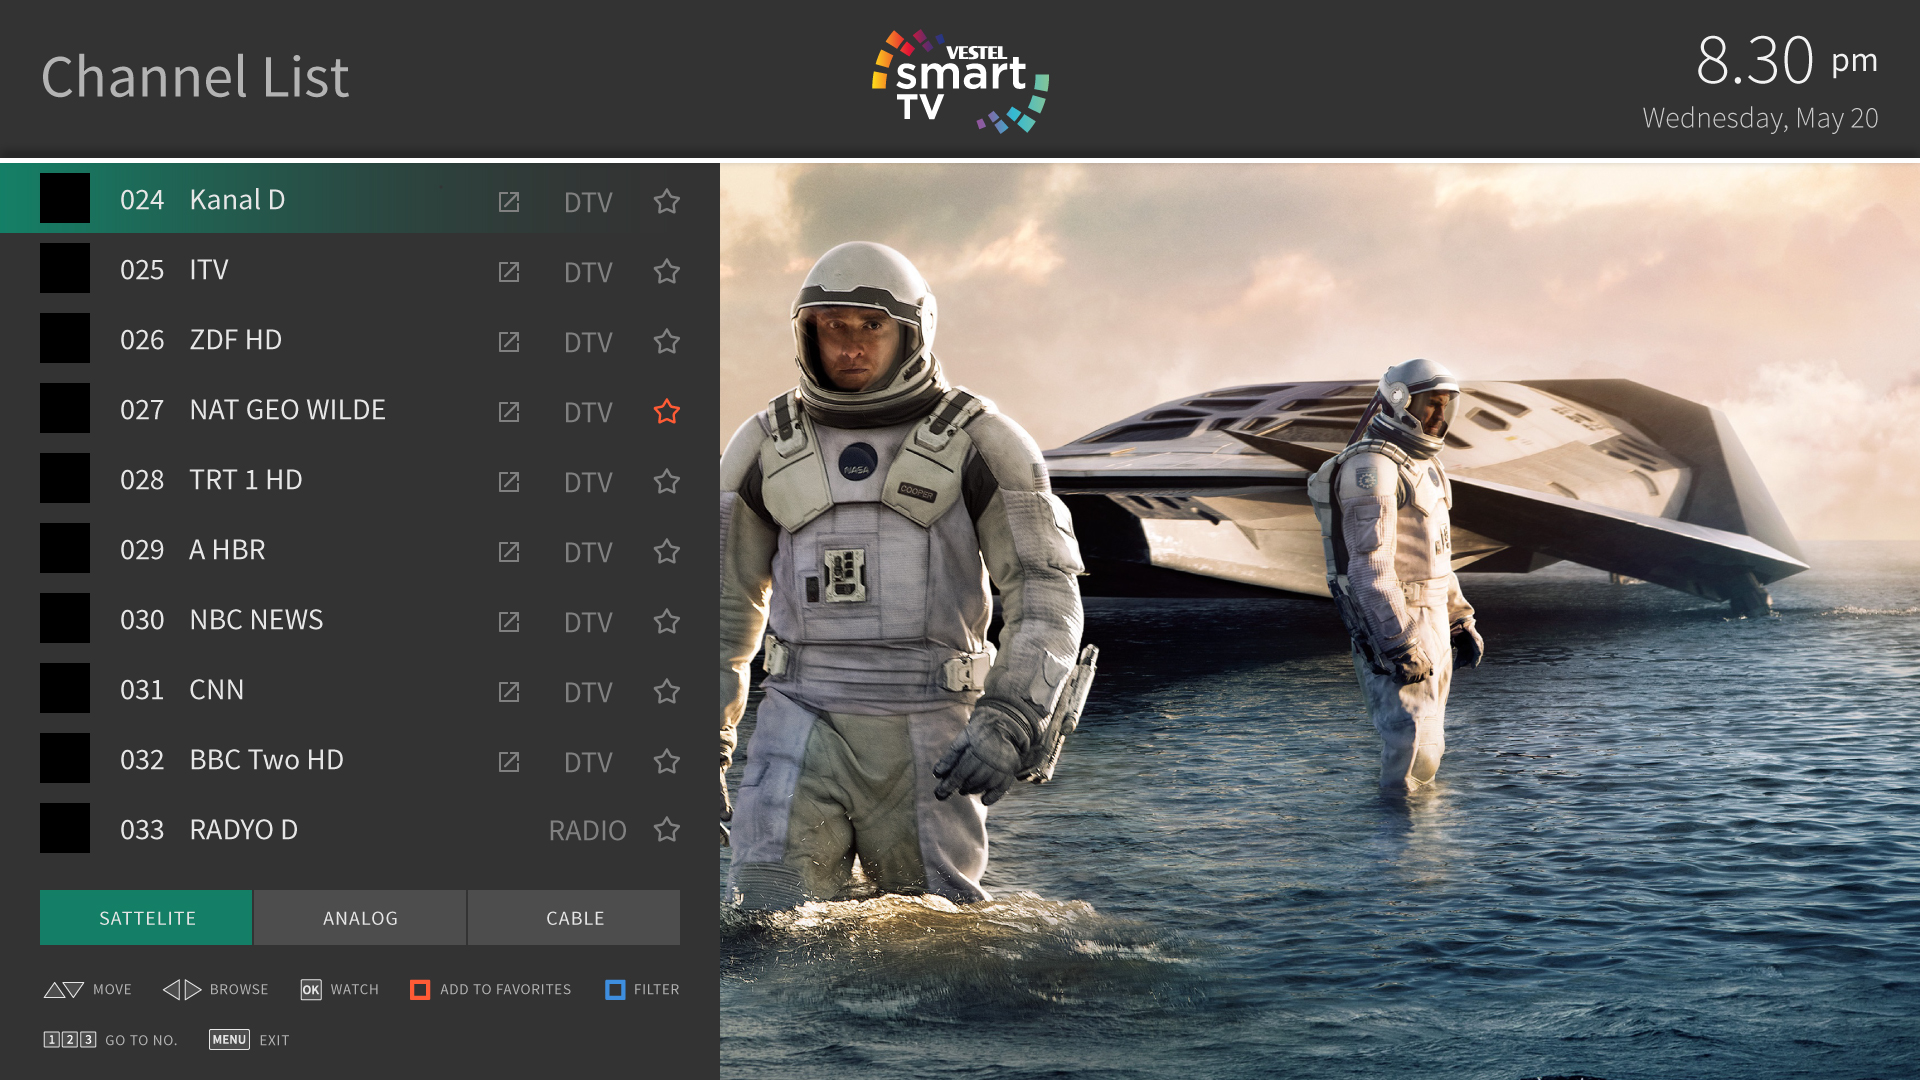 Channel List
VESTEL
smart
TV
8.30 pm
Wednesday, May 20
024 Kanal D DTV
025 ITV DTV
026 ZDF HD DTV
027 NAT GEO WILDE DTV
028 TRT 1 HD DTV
029 A HBR DTV
030 NBC NEWS DTV
031 CNN DTV
032 BBC Two HD DTV
033 RADYO D RADIO
NASA
COOPER
SATTELITE ANALOG CABLE
MOVE BROWSE OK WATCH ADD TO FAVORITES FILTER
1 2 3 GO TO NO. MENU EXIT